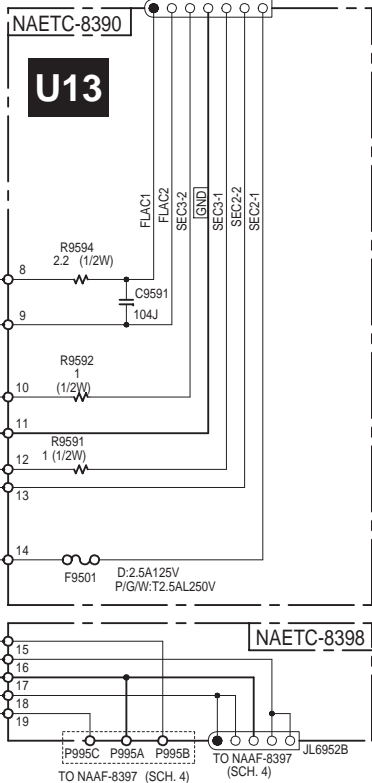 NAETC-8390
U13
FLAC1
FLAC2
SEC3-2
GND
SEC3-1
SEC2-2
SEC2-1
R9594
2.2 (1/2W)
8
C9591
104J
9
R9592
1
(1/2W)
10
11
R9591
1 (1/2W)
12
13
14
F9501
D:2.5A125V
P/G/W:T2.5AL250V
NAETC-8398
15
16
17
18
19
P995C
P995A
P995B
JL6952B
TO NAAF-8397
(SCH. 4)
TO NAAF-8397 (SCH. 4)